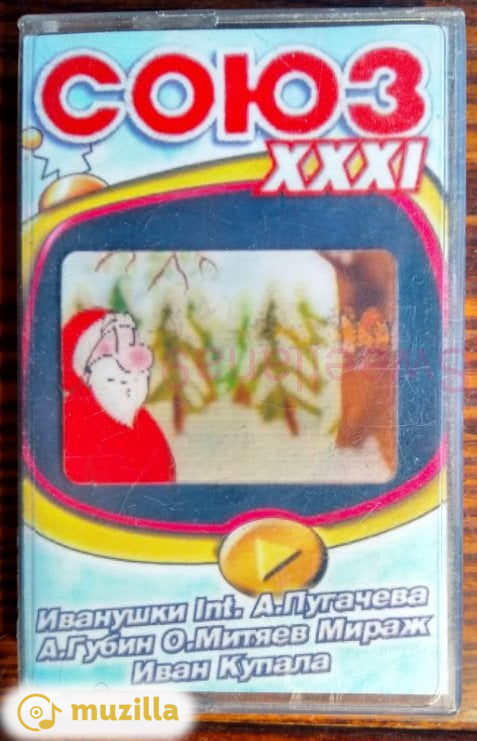 СОЮЗ
XXXI
Иванушки Int. А.Пугачева
А.Губин О.Митяев Мираж
Иван Купала
muzilla